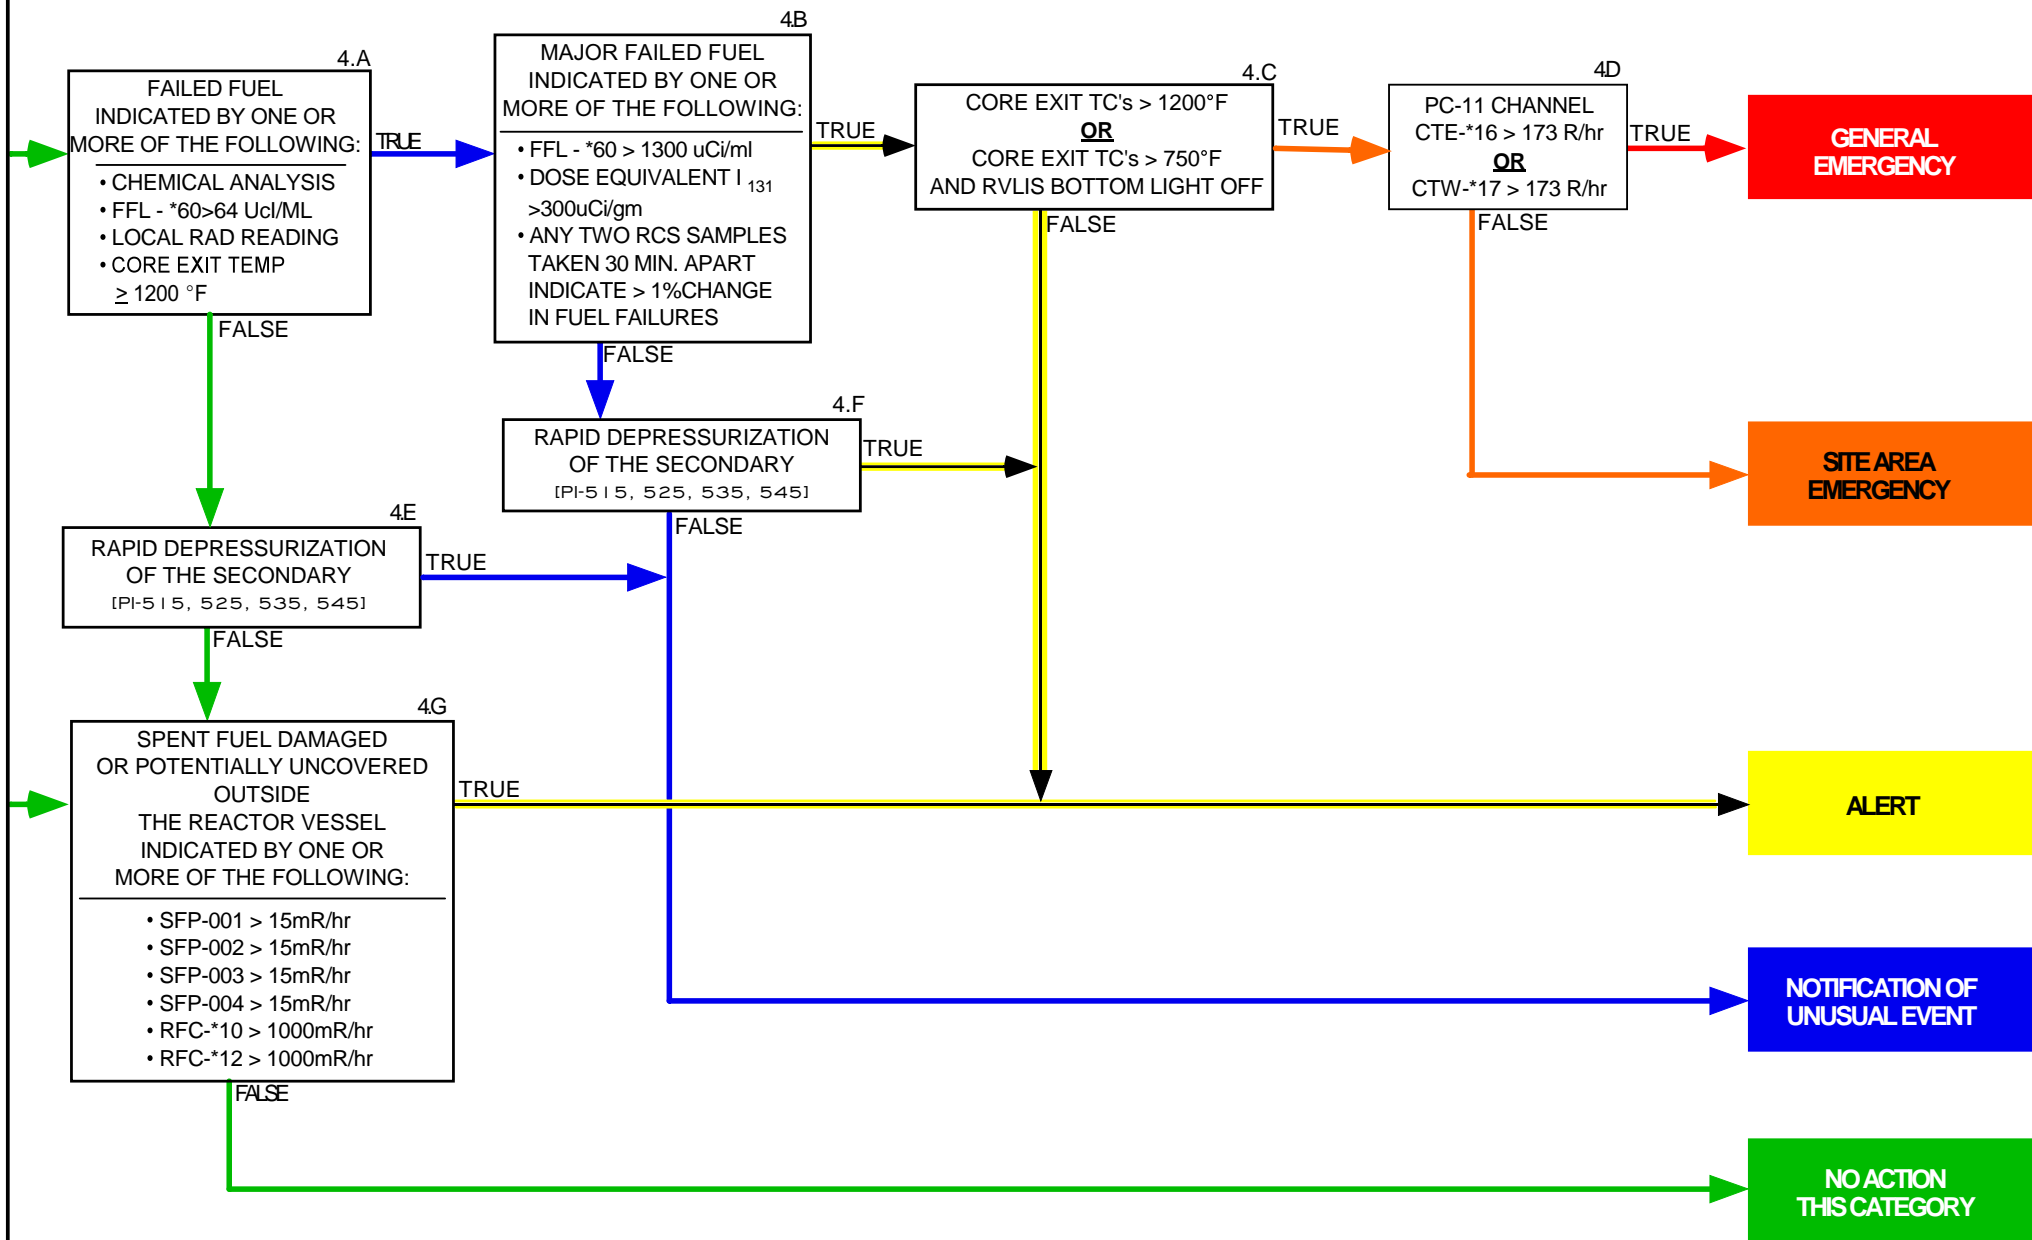 4.A
FAILED FUEL
INDICATED BY ONE OR
MORE OF THE FOLLOWING:
• CHEMICAL ANALYSIS
• FFL - *60>64 UcI/ML
• LOCAL RAD READING
• CORE EXIT TEMP
≥ 1200 °F
TRUE
FALSE
4.B
MAJOR FAILED FUEL
INDICATED BY ONE OR
MORE OF THE FOLLOWING:
• FFL - *60 > 1300 uCi/ml
• DOSE EQUIVALENT I 131
>300uCi/gm
• ANY TWO RCS SAMPLES
TAKEN 30 MIN. APART
INDICATE > 1%CHANGE
IN FUEL FAILURES
TRUE
FALSE
4.C
CORE EXIT TC's > 1200°F
OR
CORE EXIT TC's > 750°F
AND RVLIS BOTTOM LIGHT OFF
TRUE
FALSE
4.D
PC-11 CHANNEL
CTE-*16 > 173 R/hr
OR
CTW-*17 > 173 R/hr
TRUE
FALSE
GENERAL
EMERGENCY
4.F
RAPID DEPRESSURIZATION
OF THE SECONDARY
[PI-515, 525, 535, 545]
TRUE
FALSE
SITE AREA
EMERGENCY
4.E
RAPID DEPRESSURIZATION
OF THE SECONDARY
[PI-515, 525, 535, 545]
TRUE
FALSE
4.G
SPENT FUEL DAMAGED
OR POTENTIALLY UNCOVERED
OUTSIDE
THE REACTOR VESSEL
INDICATED BY ONE OR
MORE OF THE FOLLOWING:
• SFP-001 > 15mR/hr
• SFP-002 > 15mR/hr
• SFP-003 > 15mR/hr
• SFP-004 > 15mR/hr
• RFC-*10 > 1000mR/hr
• RFC-*12 > 1000mR/hr
TRUE
FALSE
ALERT
NOTIFICATION OF
UNUSUAL EVENT
NO ACTION
THIS CATEGORY